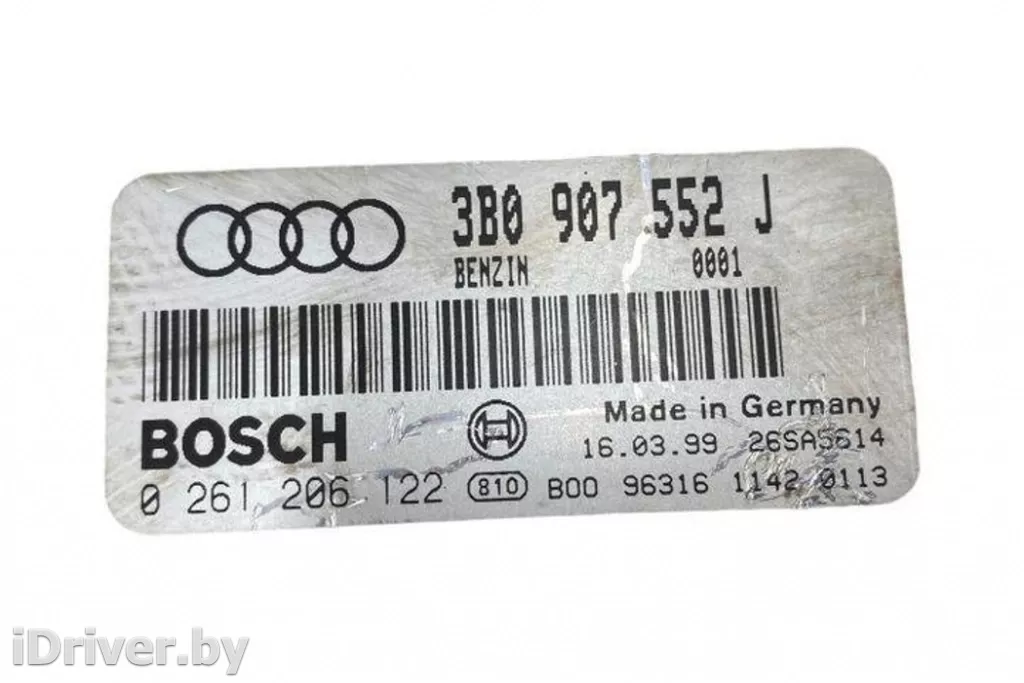 3B0 907 552 J
BENZIN 0001
BOSCH
Made in Germany
16.03.99 26SA5614
0 261 206 122 810 B00 96316 1142 0113
iDriver.by